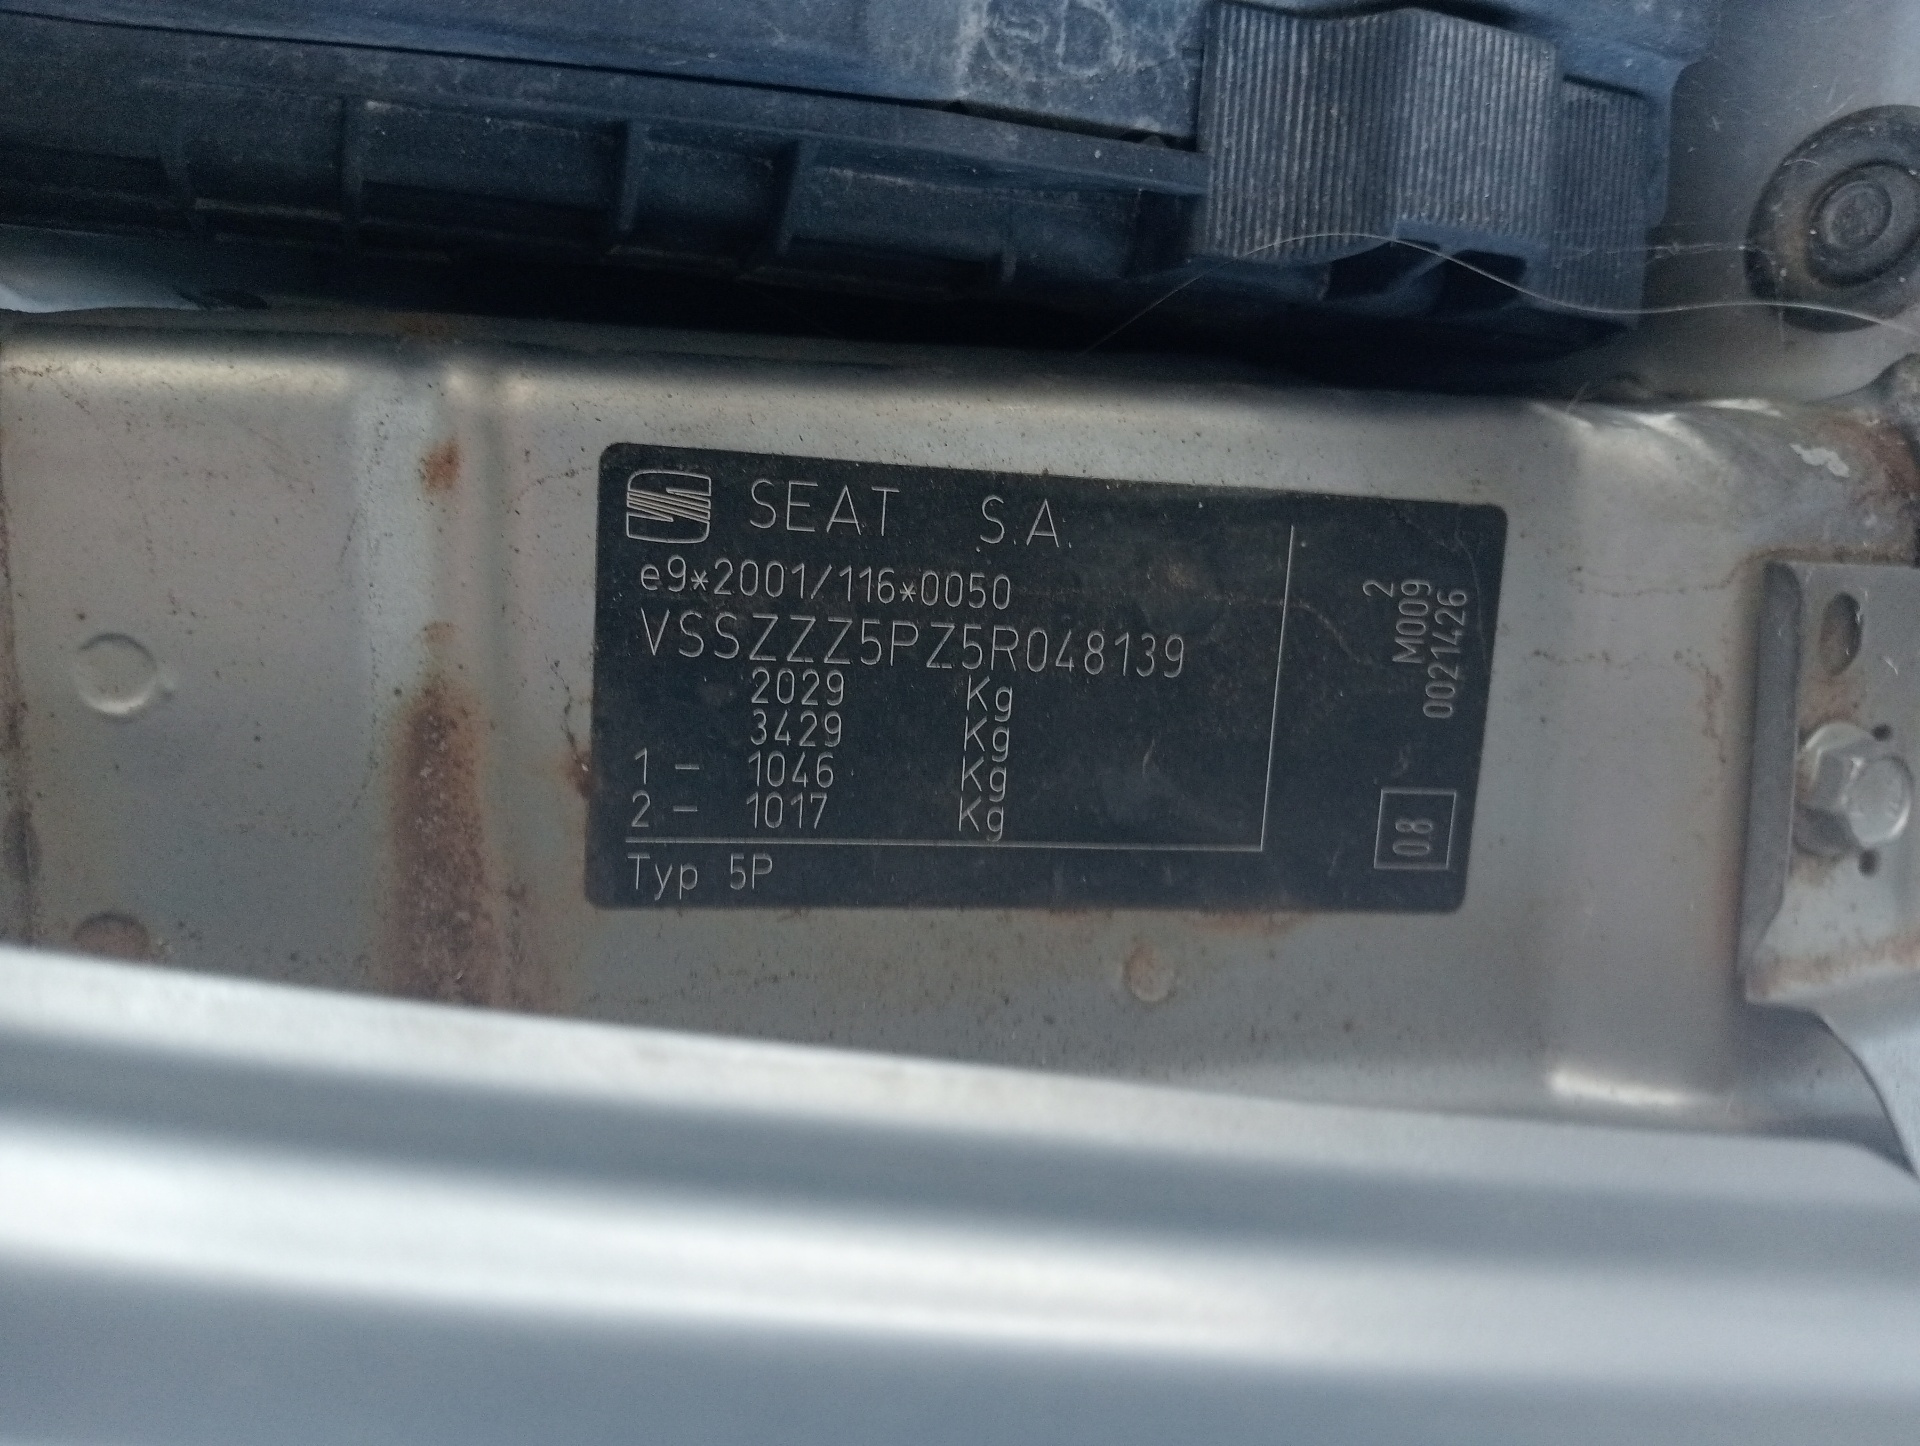 SEAT S.A.
e9*2001/116*0050
VSSZZZ5PZ5R048139
2029 Kg
3429 Kg
1 - 1046 Kg
2 - 1017 Kg
Typ 5P
2
M009
0021426
08